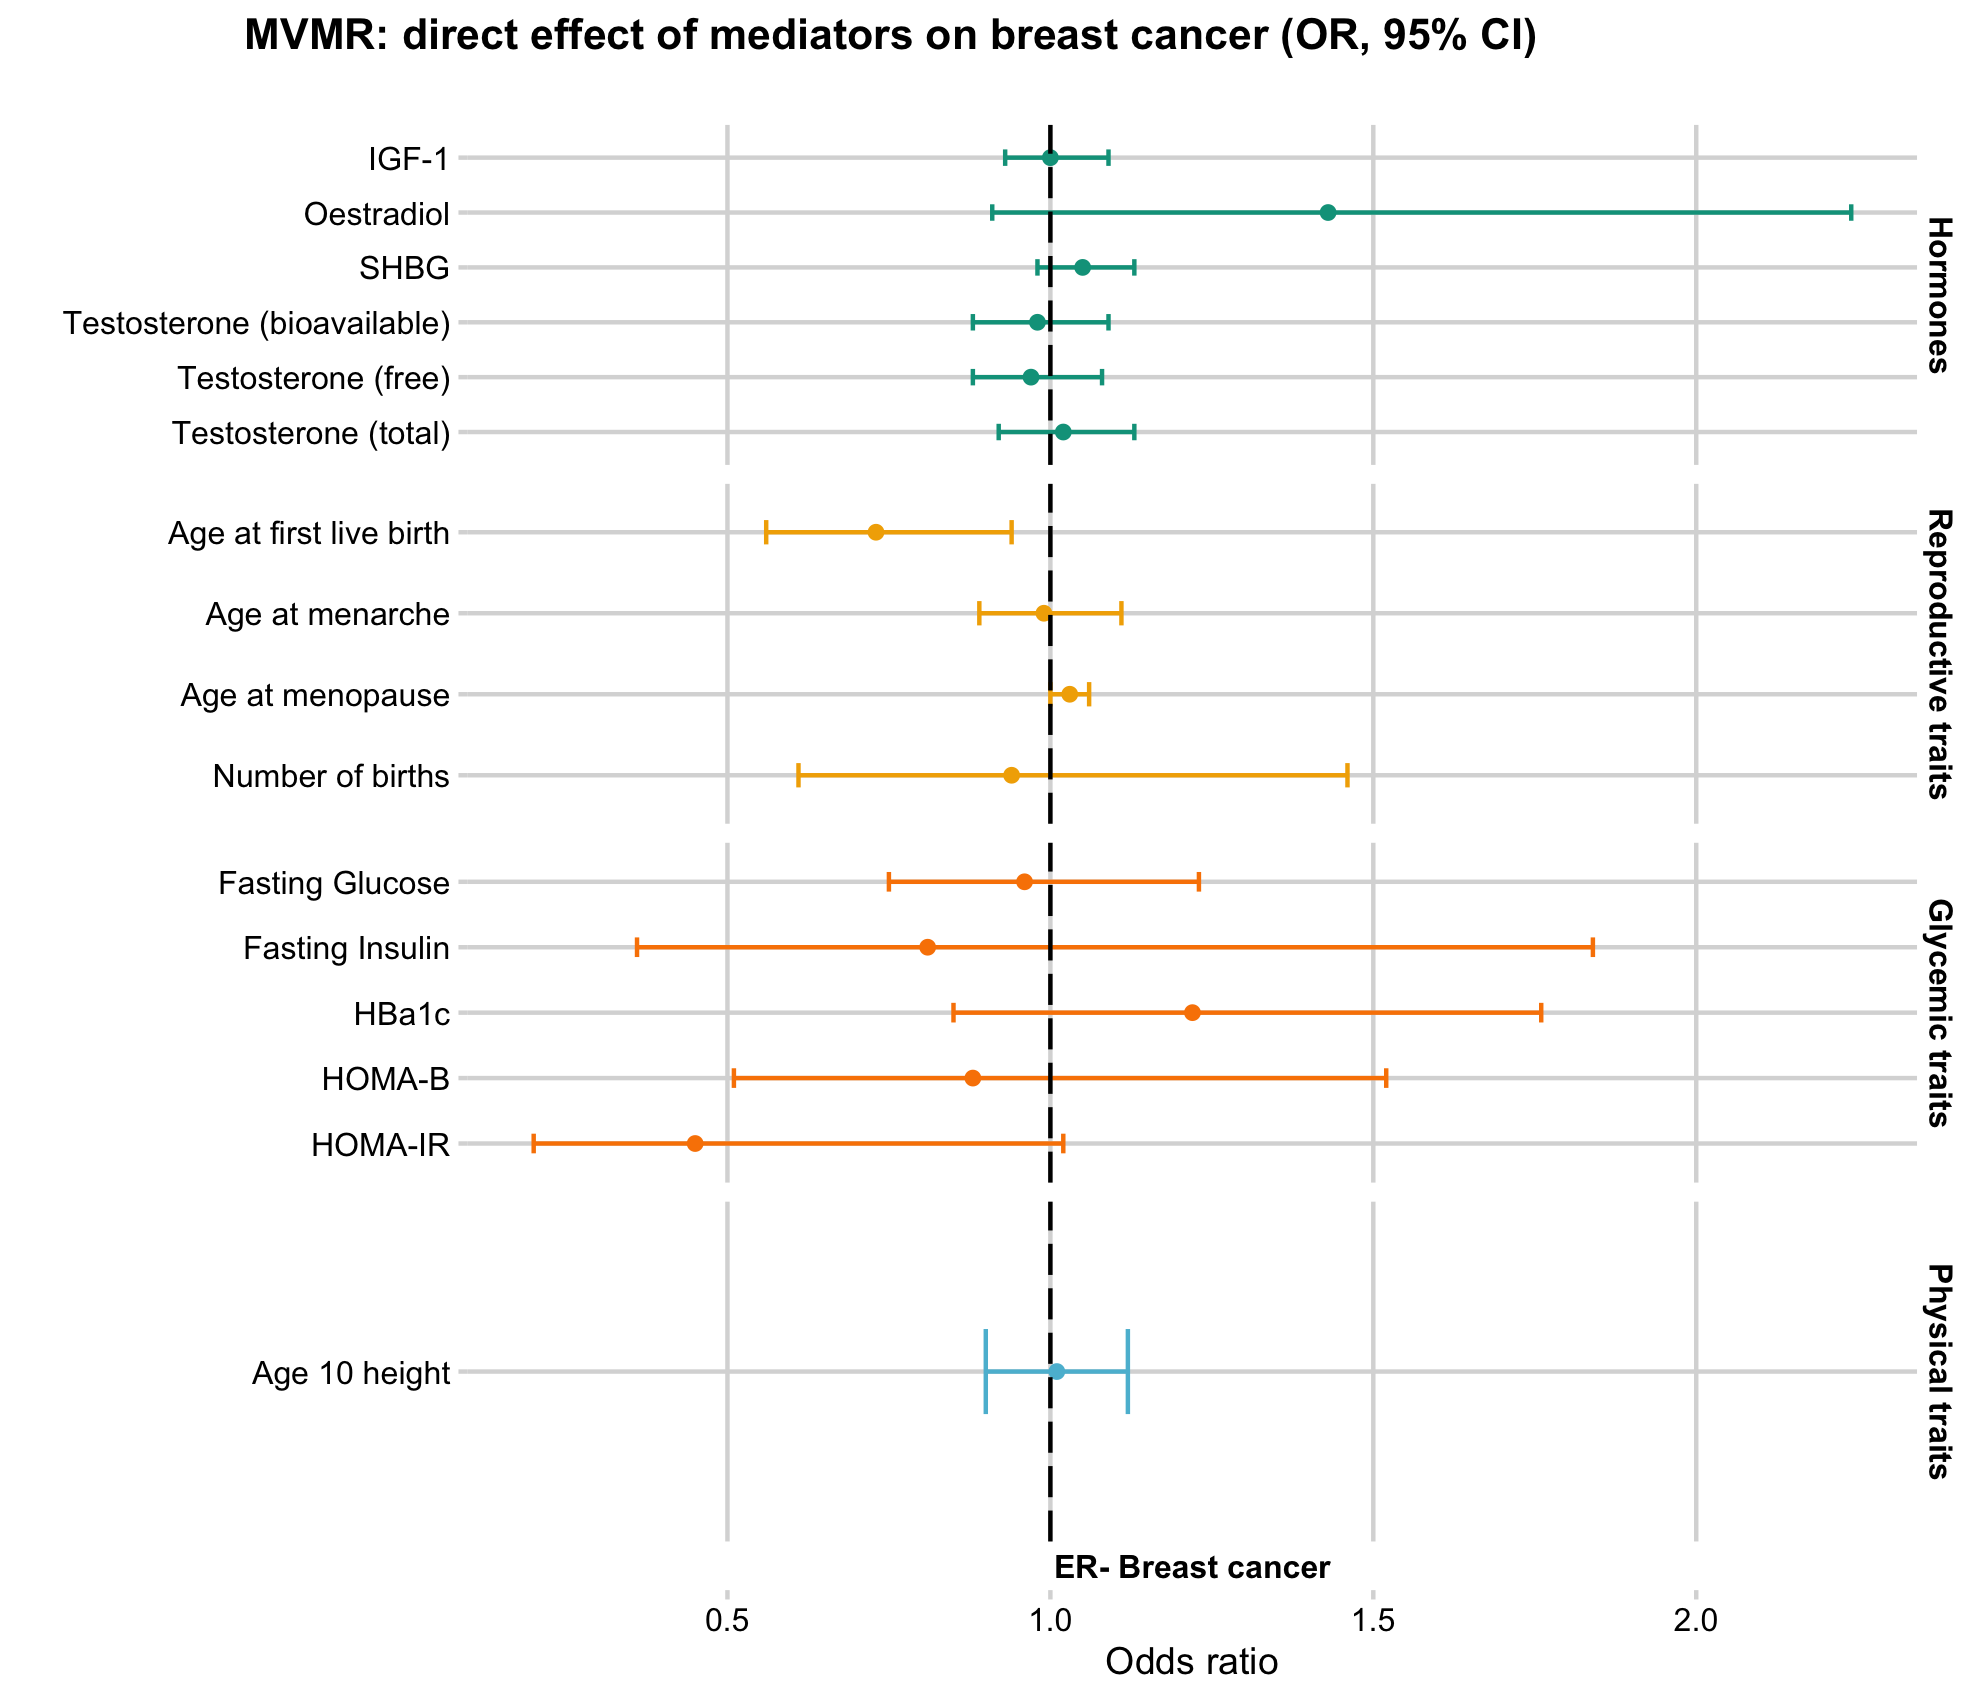 MVMR: direct effect of mediators on breast cancer (OR, 95% CI)
IGF-1
Oestradiol
SHBG
Testosterone (bioavailable)
Testosterone (free)
Testosterone (total)
Hormones
Age at first live birth
Age at menarche
Age at menopause
Number of births
Reproductive traits
Fasting Glucose
Fasting Insulin
HBa1c
HOMA-B
HOMA-IR
Glycemic traits
Age 10 height
Physical traits
ER- Breast cancer
0.5 1.0 1.5 2.0
Odds ratio